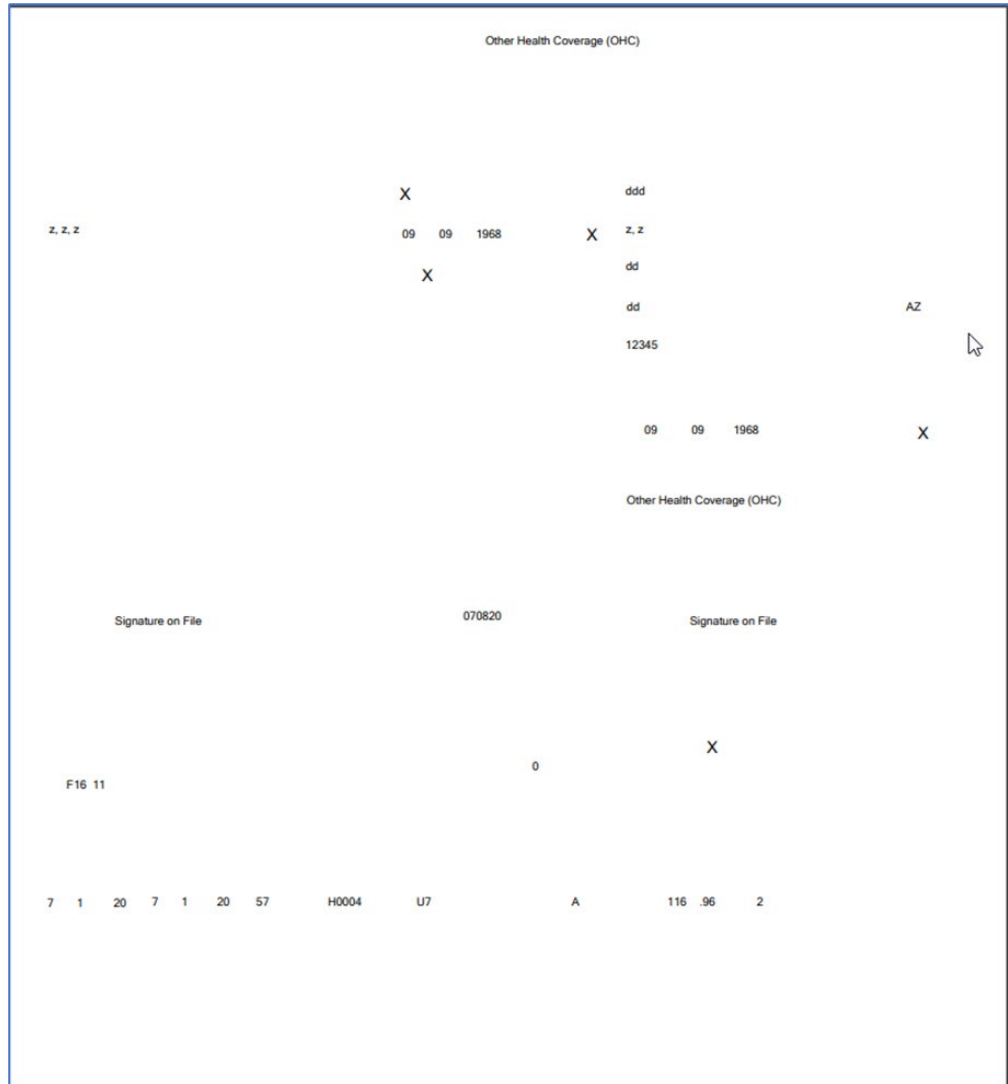 Other Health Coverage (OHC)
X ddd
z, z, z 09 09 1968 X z, z
X dd
dd AZ
12345
09 09 1968 X
Other Health Coverage (OHC)
Signature on File 070820 Signature on File
X
0
F16 11
7 1 20 7 1 20 57 H0004 U7 A 116 .96 2